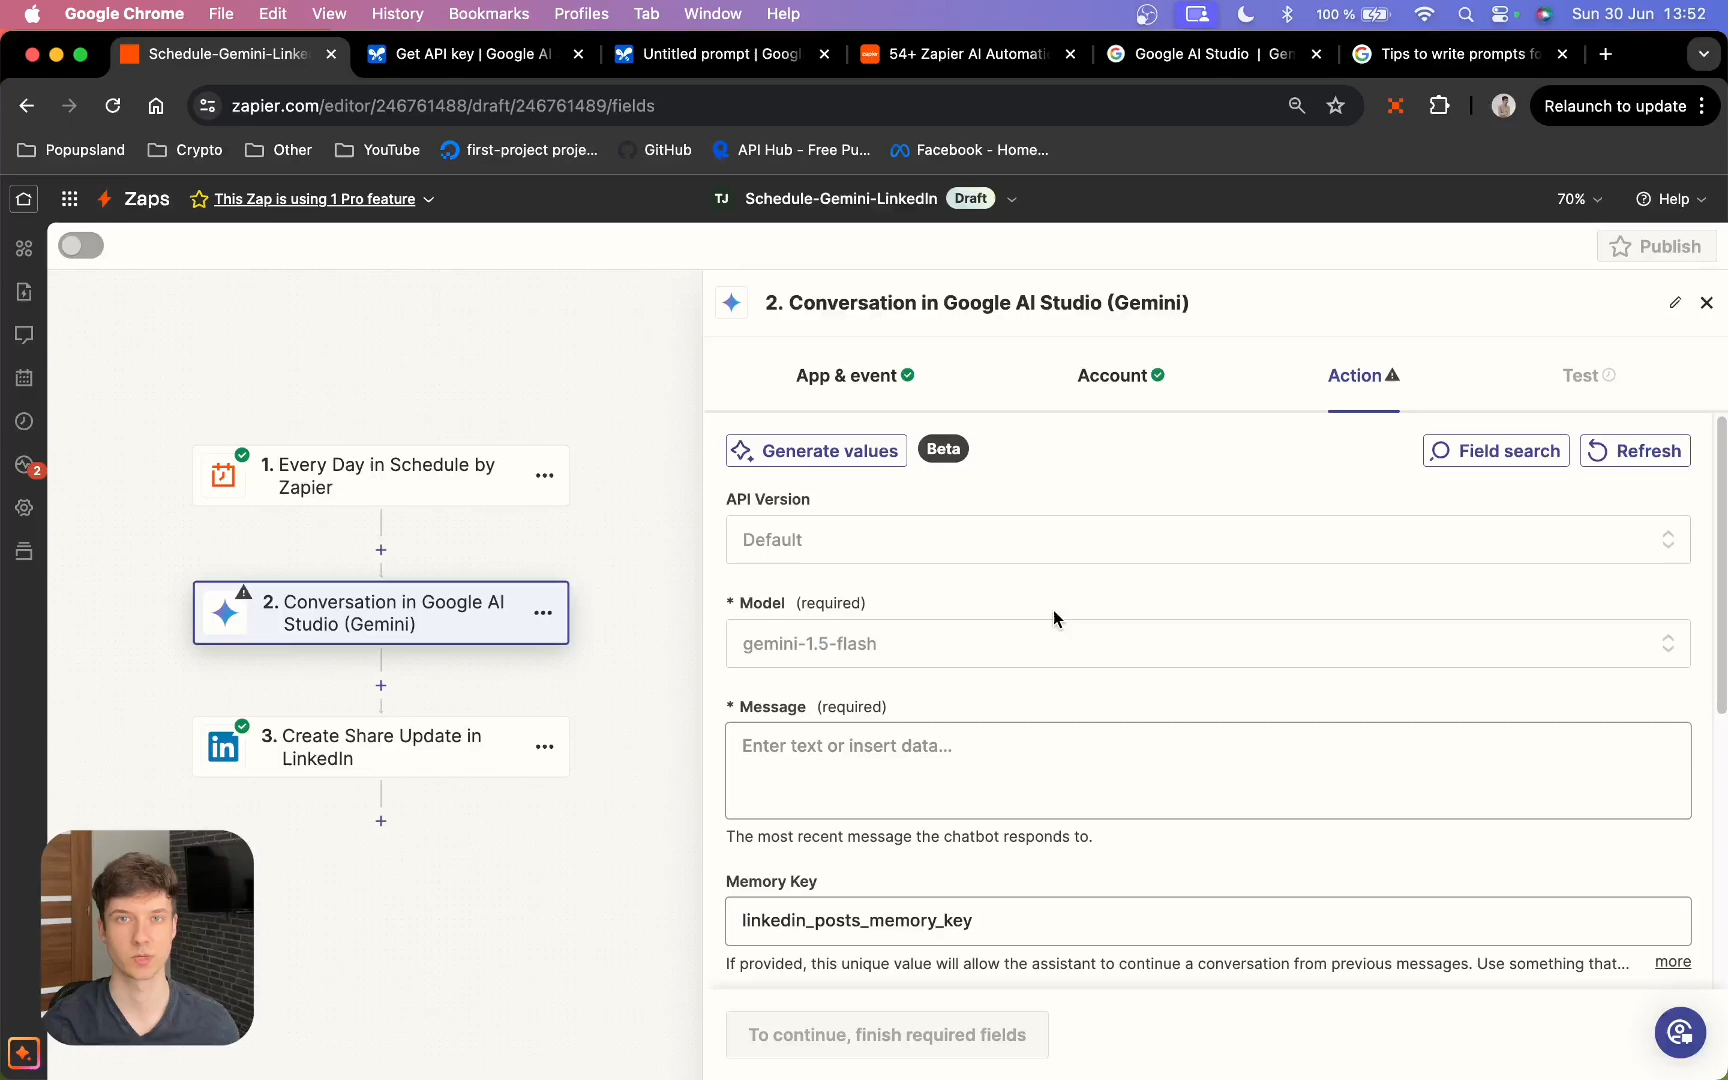 Google Chrome File Edit View History Bookmarks Profiles Tab Window Help 100 % Sun 30 Jun 13:52
Schedule-Gemini-Linke Get API key | Google AI Untitled prompt | Goog 54+ Zapier AI Automati Google AI Studio | Gen Tips to write prompts fo
zapier.com/editor/246761488/draft/246761489/fields Relaunch to update
Popupsland Crypto Other YouTube first-project proje... GitHub API Hub - Free Pu... Facebook - Home...
Zaps This Zap is using 1 Pro feature TJ Schedule-Gemini-LinkedIn Draft 70% Help
Publish
2. Conversation in Google AI Studio (Gemini)
App & event Account Action Test
Generate values Beta Field search Refresh
API Version
Default
* Model (required)
gemini-1.5-flash
* Message (required)
Enter text or insert data...
The most recent message the chatbot responds to.
Memory Key
linkedin_posts_memory_key
If provided, this unique value will allow the assistant to continue a conversation from previous messages. Use something that... more
To continue, finish required fields
1. Every Day in Schedule by
Zapier
2. Conversation in Google AI
Studio (Gemini)
3. Create Share Update in
LinkedIn
2